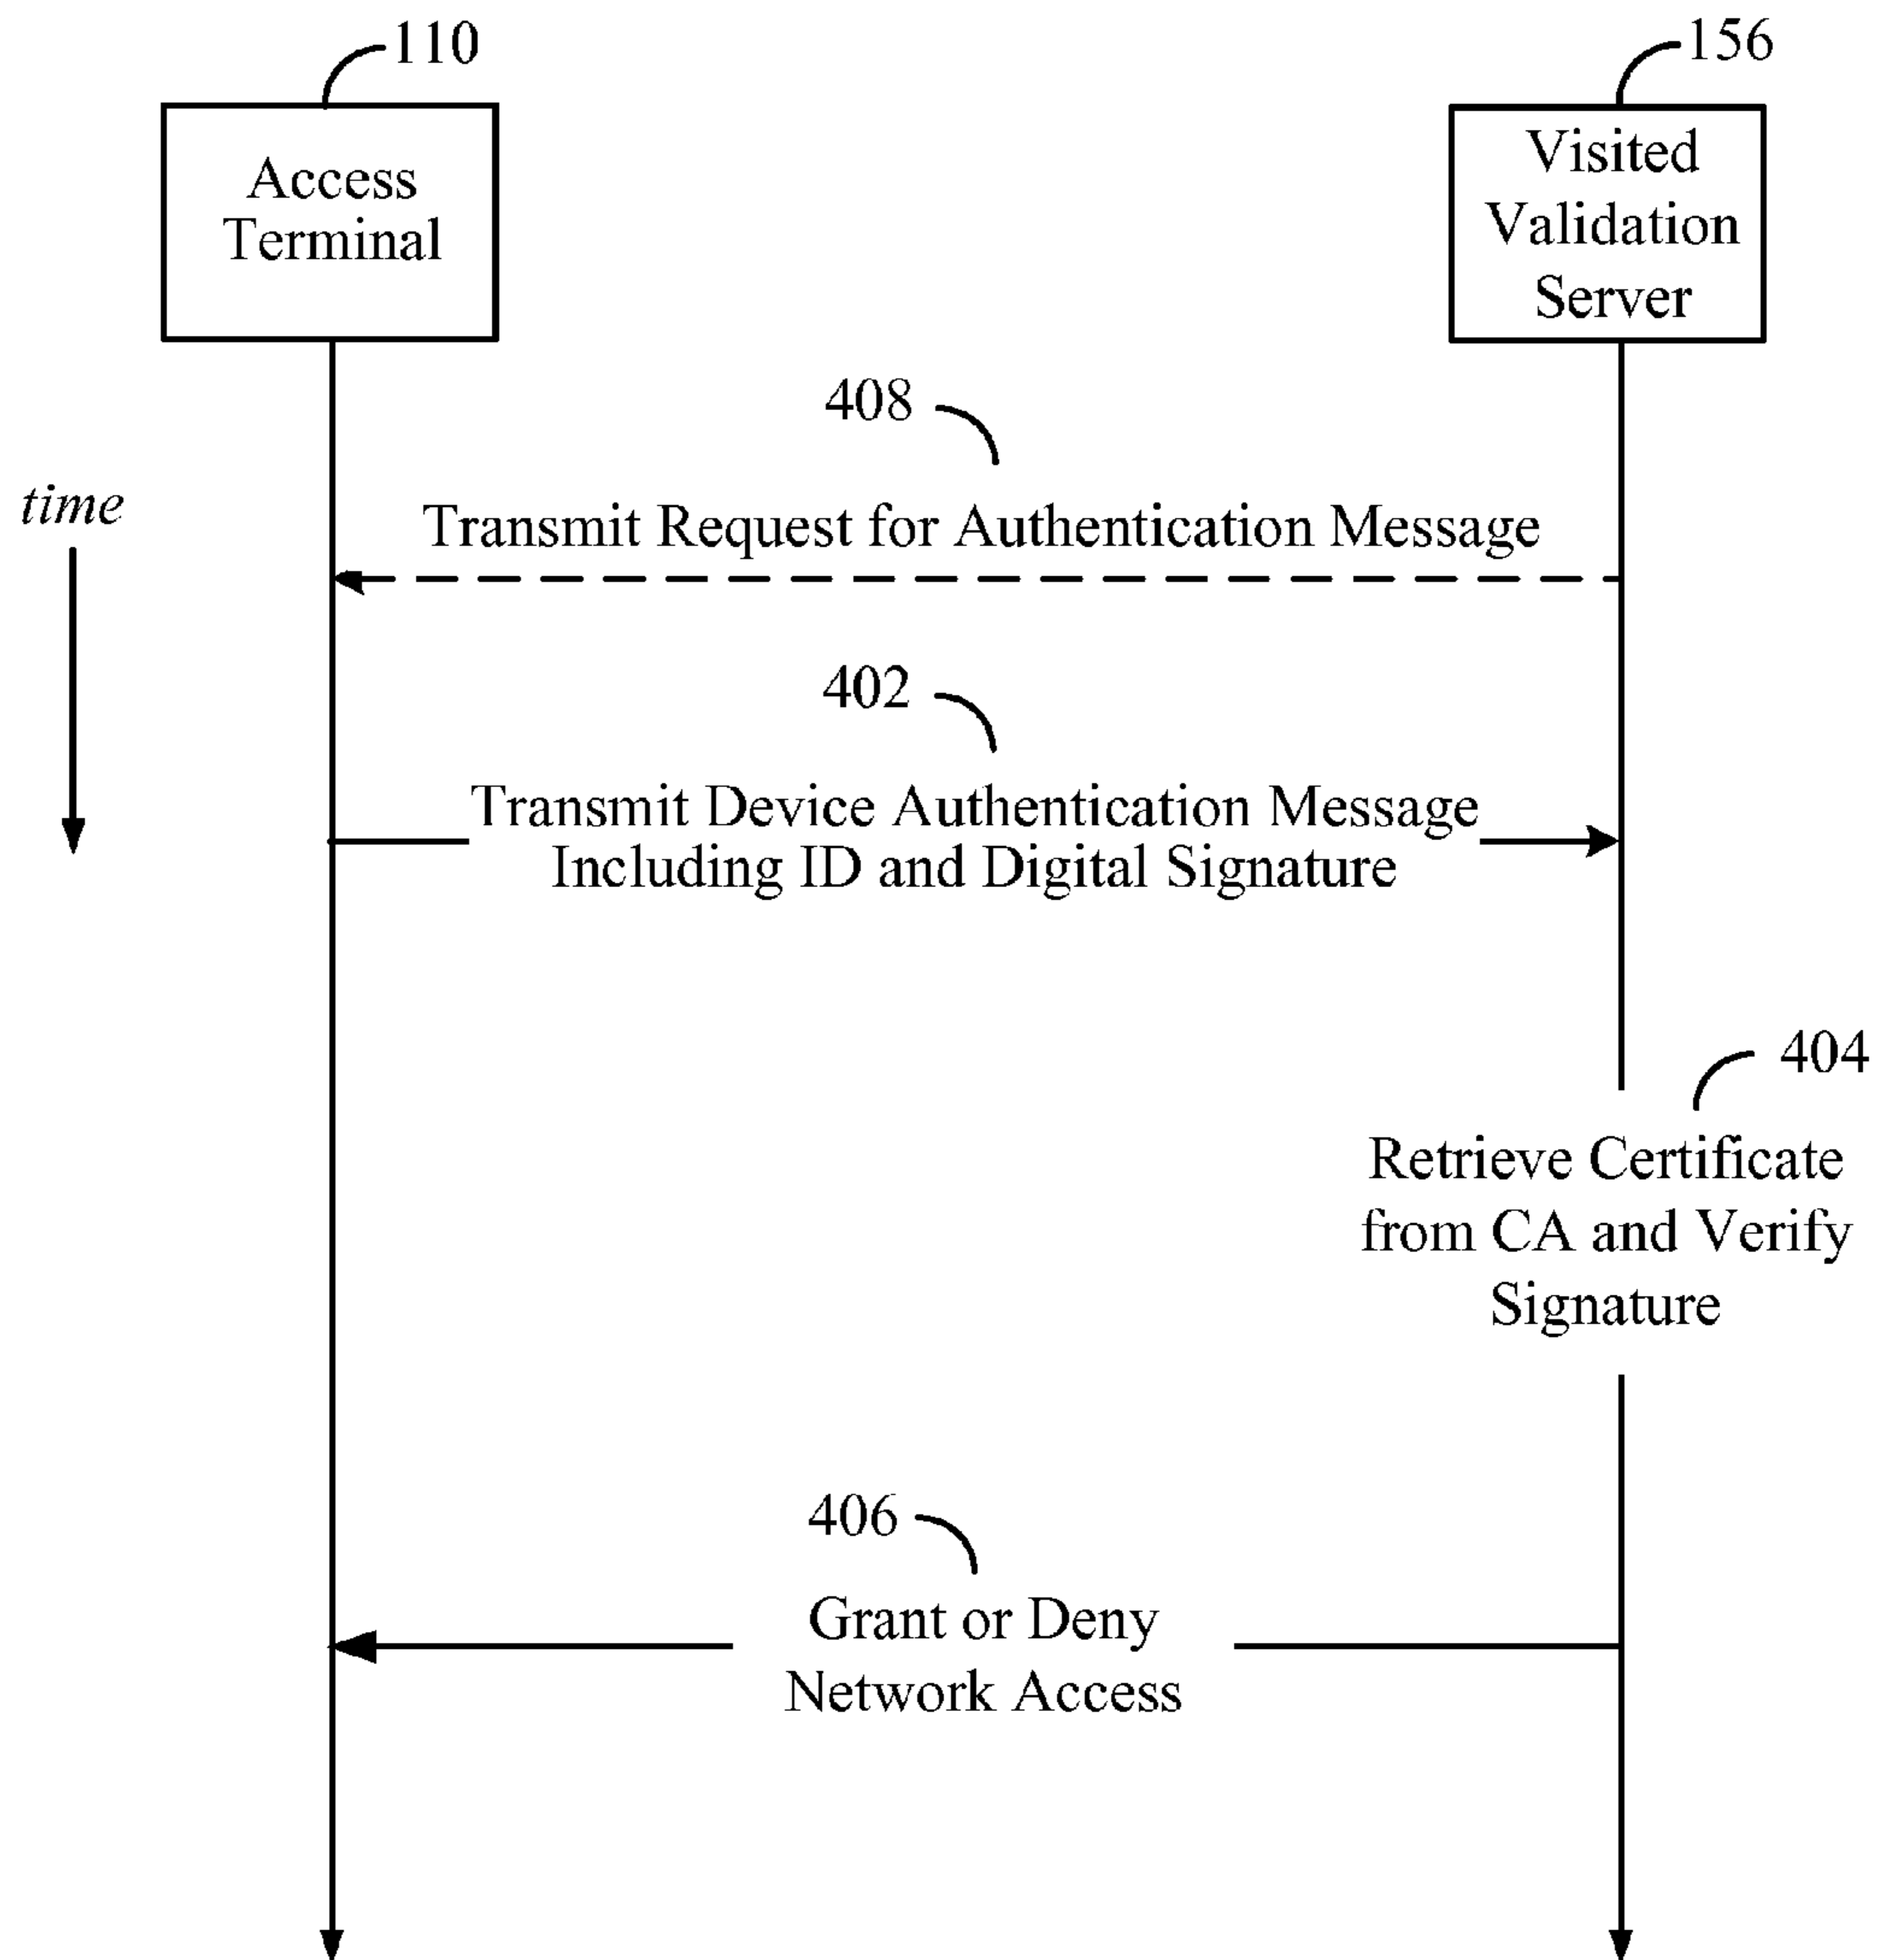 110
156
Access
Terminal
Visited
Validation
Server
408
time
Transmit Request for Authentication Message
402
Transmit Device Authentication Message
Including ID and Digital Signature
404
Retrieve Certificate
from CA and Verify
Signature
406
Grant or Deny
Network Access